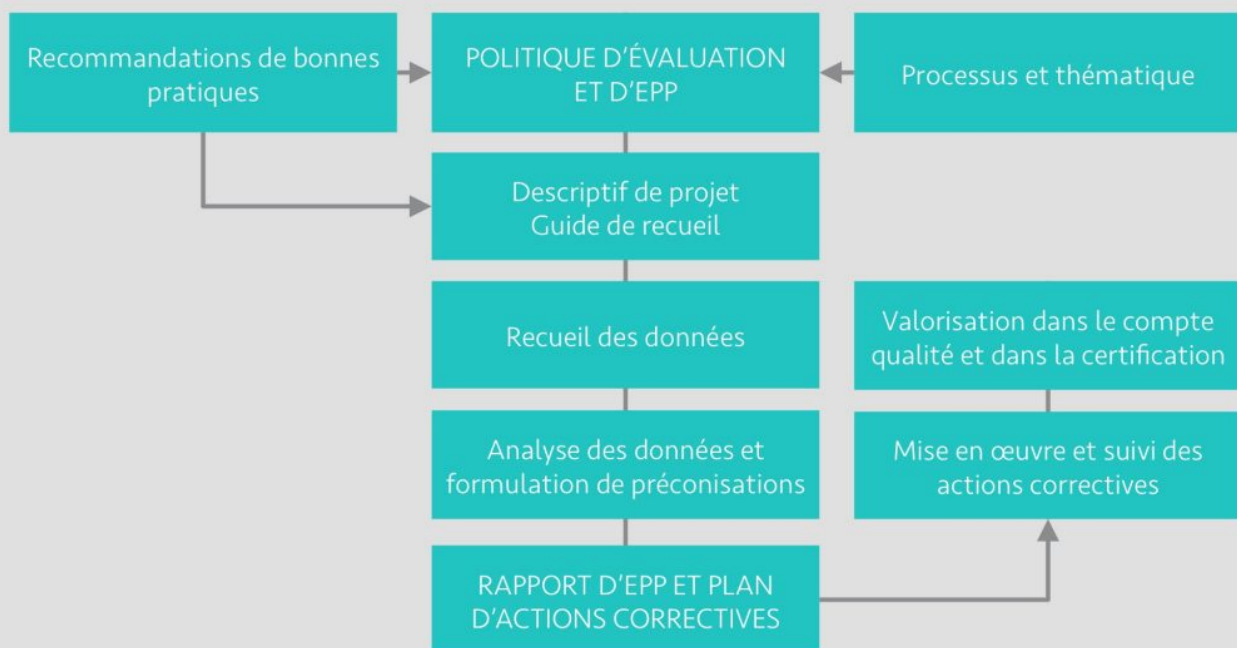 Recommandations de bonnes
pratiques
POLITIQUE D’ÉVALUATION
ET D’EPP
Processus et thématique
Descriptif de projet
Guide de recueil
Recueil des données
Valorisation dans le compte
qualité et dans la certification
Analyse des données et
formulation de préconisations
Mise en œuvre et suivi des
actions correctives
RAPPORT D’EPP ET PLAN
D’ACTIONS CORRECTIVES